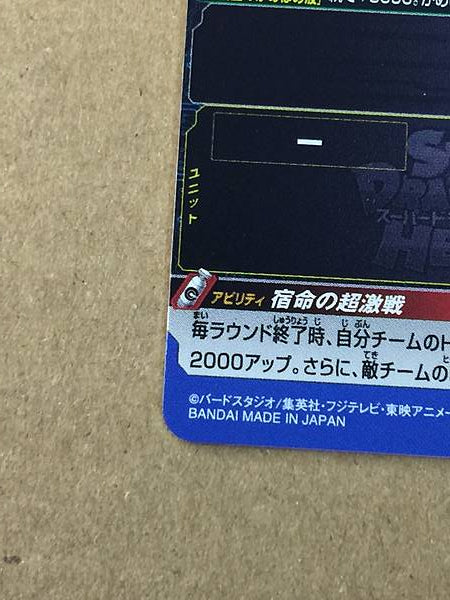 ユニット
ー
アビリティ 宿命の超激戦
毎ラウンド終了時、自分チームのH
2000アップ。さらに、敵チームの
©バードスタジオ/集英社・フジテレビ・東映アニメー
BANDAI MADE IN JAPAN